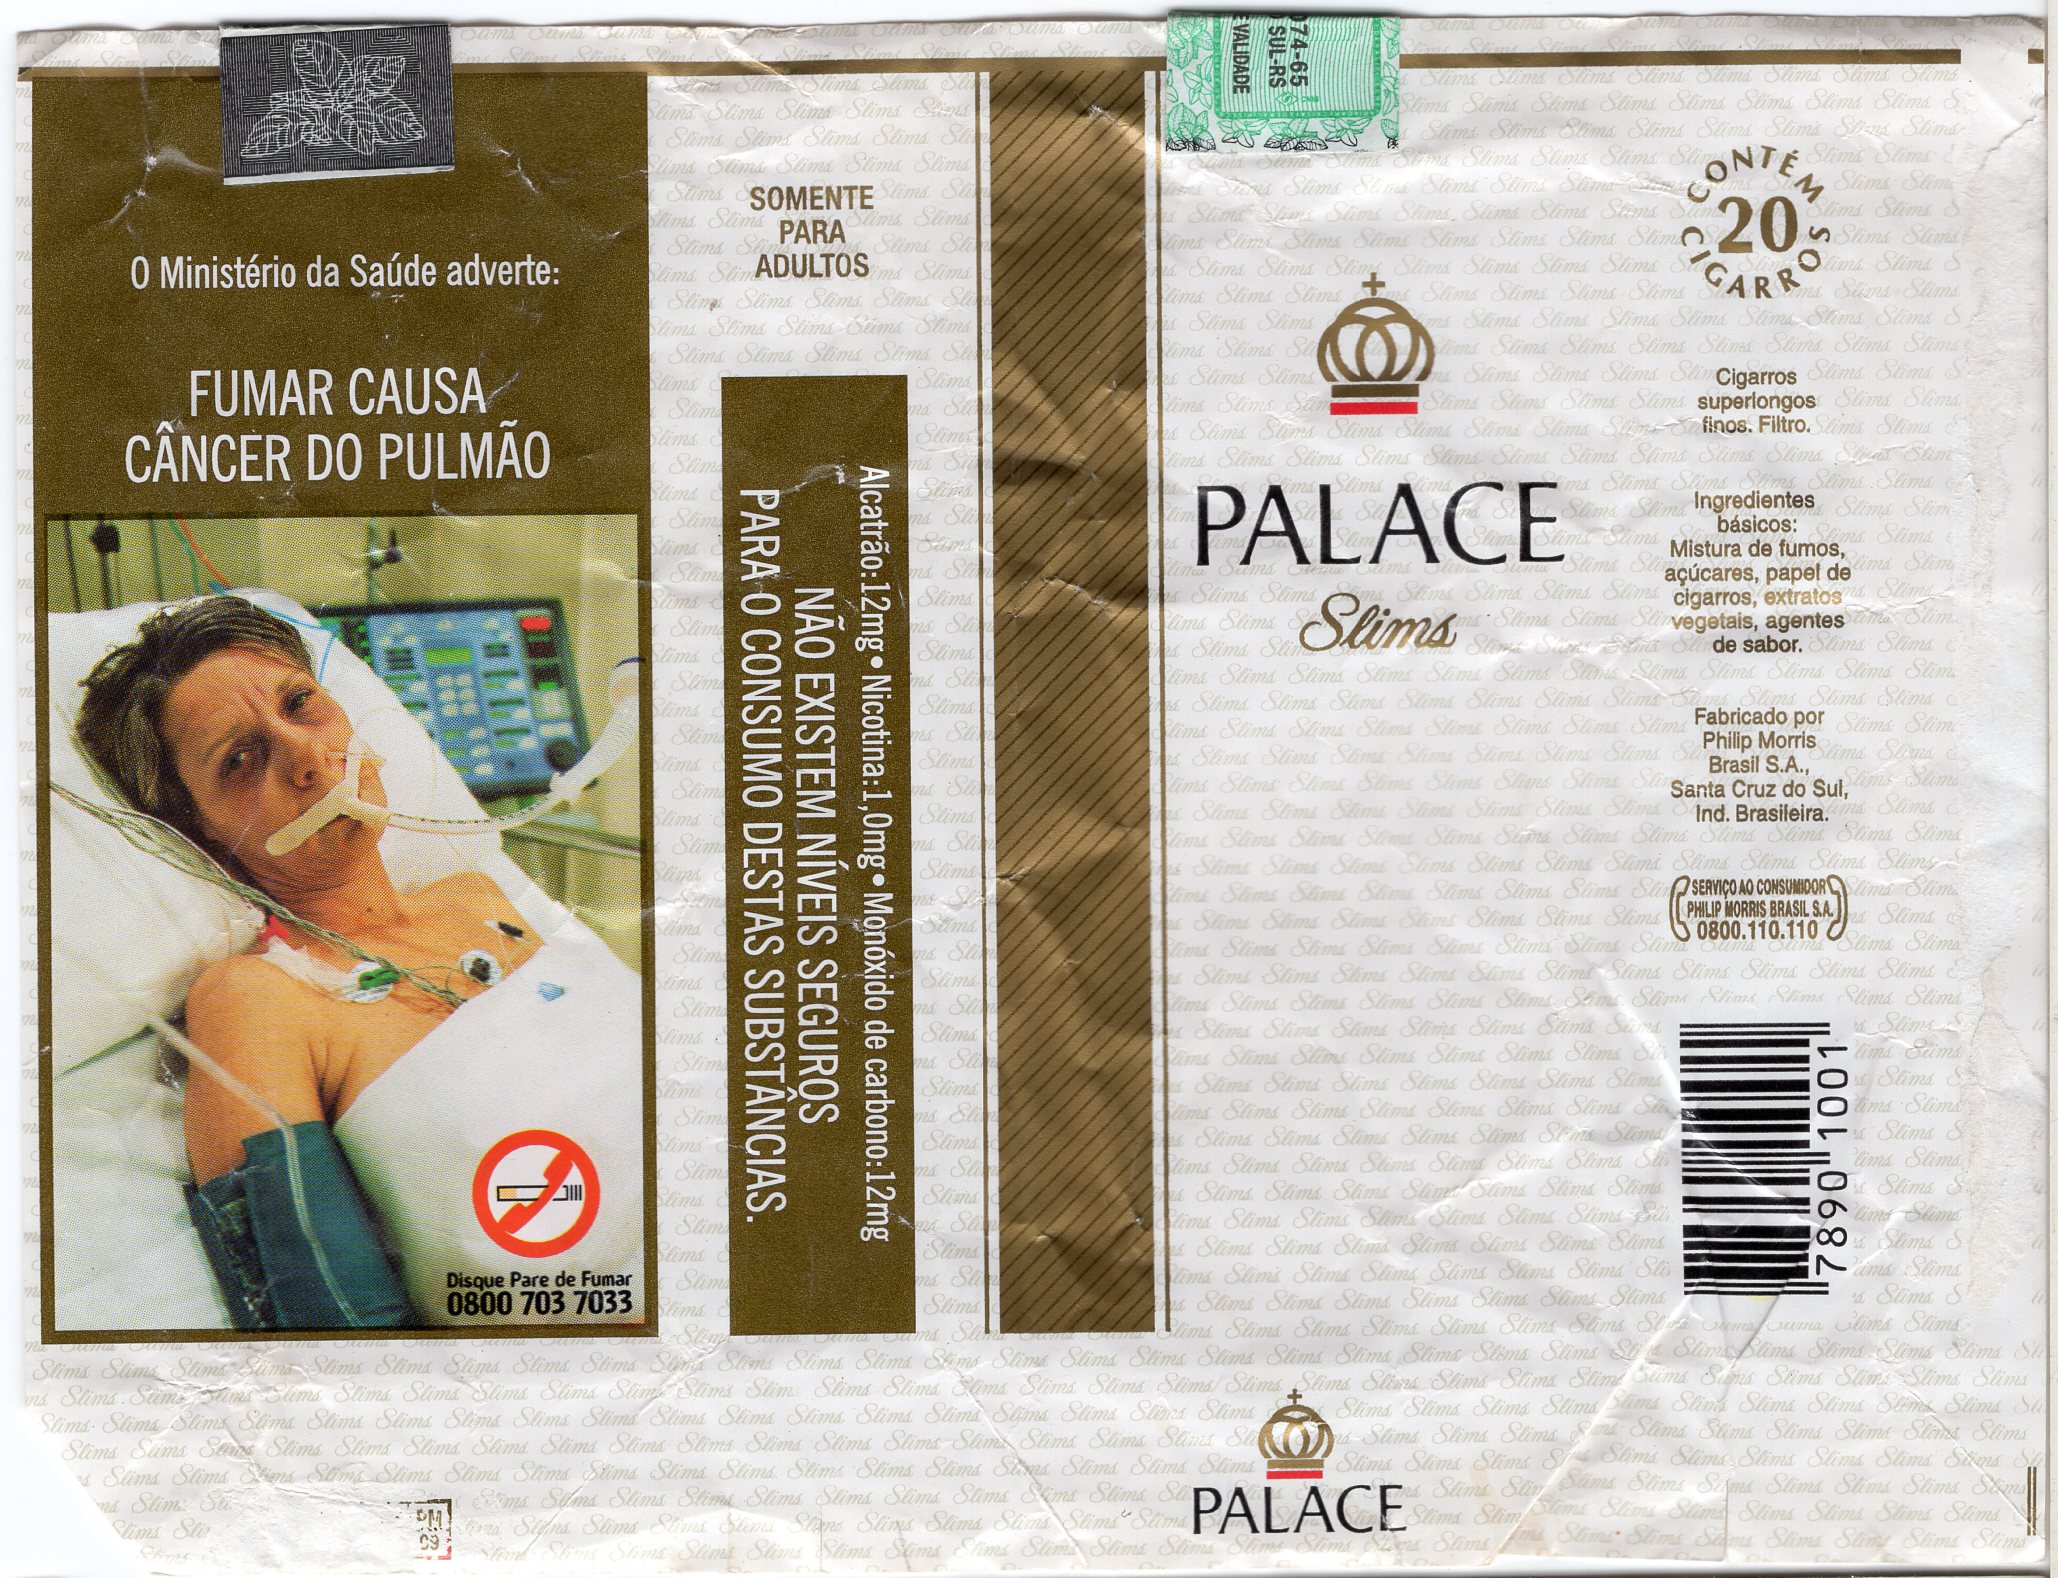 O Ministério da Saúde adverte:
FUMAR CAUSA
CÂNCER DO PULMÃO
Disque Pare de Fumar
0800 703 7033
SOMENTE
PARA
ADULTOS
Alcatrão:12mg • Nicotina:1,0mg • Monóxido de carbono:12mg
NÃO EXISTEM NÍVEIS SEGUROS
PARA O CONSUMO DESTAS SUBSTÂNCIAS.
074-65
SUL-RS
EVALIDADE
PALACE
Slims
CONTÉM
20
CIGARROS
Cigarros
superlongos
finos. Filtro.
Ingredientes
básicos:
Mistura de fumos,
açúcares, papel de
cigarros, extratos
vegetais, agentes
de sabor.
Fabricado por
Philip Morris
Brasil S.A.,
Santa Cruz do Sul,
Ind. Brasileira.
SERVIÇO AO CONSUMIDOR
PHILIP MORRIS BRASIL S.A.
0800.110.110
78901001
PALACE